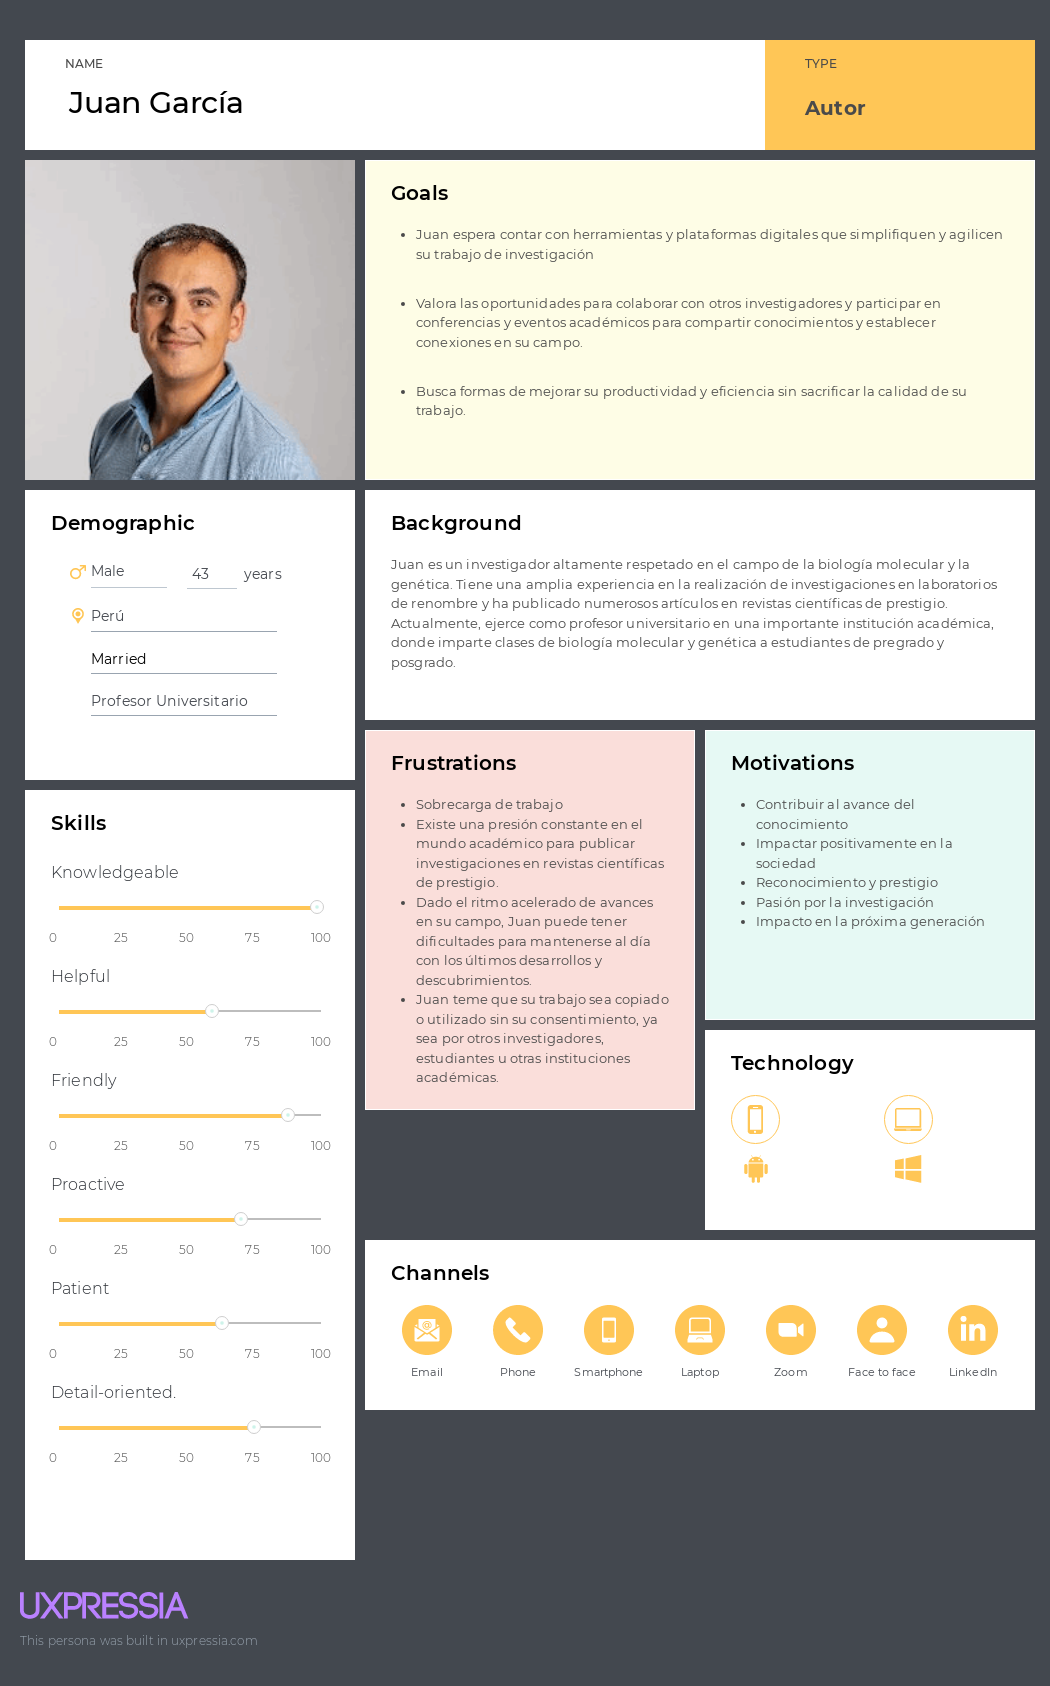 NAME
Juan García
TYPE
Autor
Goals
Juan espera contar con herramientas y plataformas digitales que simplifiquen y agilicen
su trabajo de investigación
Valora las oportunidades para colaborar con otros investigadores y participar en
conferencias y eventos académicos para compartir conocimientos y establecer
conexiones en su campo.
Busca formas de mejorar su productividad y eficiencia sin sacrificar la calidad de su
trabajo.
Demographic
Male 43 years
Perú
Married
Profesor Universitario
Background
Juan es un investigador altamente respetado en el campo de la biología molecular y la
genética. Tiene una amplia experiencia en la realización de investigaciones en laboratorios
de renombre y ha publicado numerosos artículos en revistas científicas de prestigio.
Actualmente, ejerce como profesor universitario en una importante institución académica,
donde imparte clases de biología molecular y genética a estudiantes de pregrado y
posgrado.
Skills
Knowledgeable
0 25 50 75 100
Helpful
0 25 50 75 100
Friendly
0 25 50 75 100
Proactive
0 25 50 75 100
Patient
0 25 50 75 100
Detail-oriented.
0 25 50 75 100
Frustrations
Sobrecarga de trabajo
Existe una presión constante en el
mundo académico para publicar
investigaciones en revistas científicas
de prestigio.
Dado el ritmo acelerado de avances
en su campo, Juan puede tener
dificultades para mantenerse al día
con los últimos desarrollos y
descubrimientos.
Juan teme que su trabajo sea copiado
o utilizado sin su consentimiento, ya
sea por otros investigadores,
estudiantes u otras instituciones
académicas.
Motivations
Contribuir al avance del
conocimiento
Impactar positivamente en la
sociedad
Reconocimiento y prestigio
Pasión por la investigación
Impacto en la próxima generación
Technology
Channels
Email Phone Smartphone Laptop Zoom Face to face LinkedIn
UXPRESSIA
This persona was built in uxpressia.com